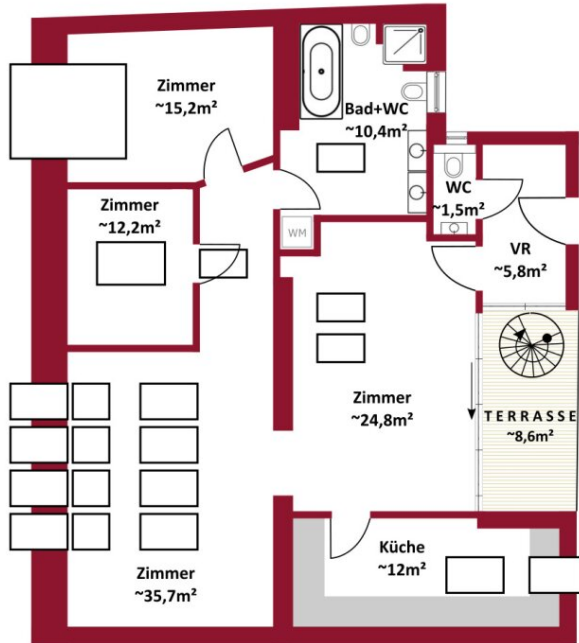 Zimmer
~15,2m²
Bad+WC
~10,4m²
Zimmer
~12,2m²
WC
~1,5m²
WM
VR
~5,8m²
Zimmer
~24,8m²
TERRASSE
~8,6m²
Küche
~12m²
Zimmer
~35,7m²